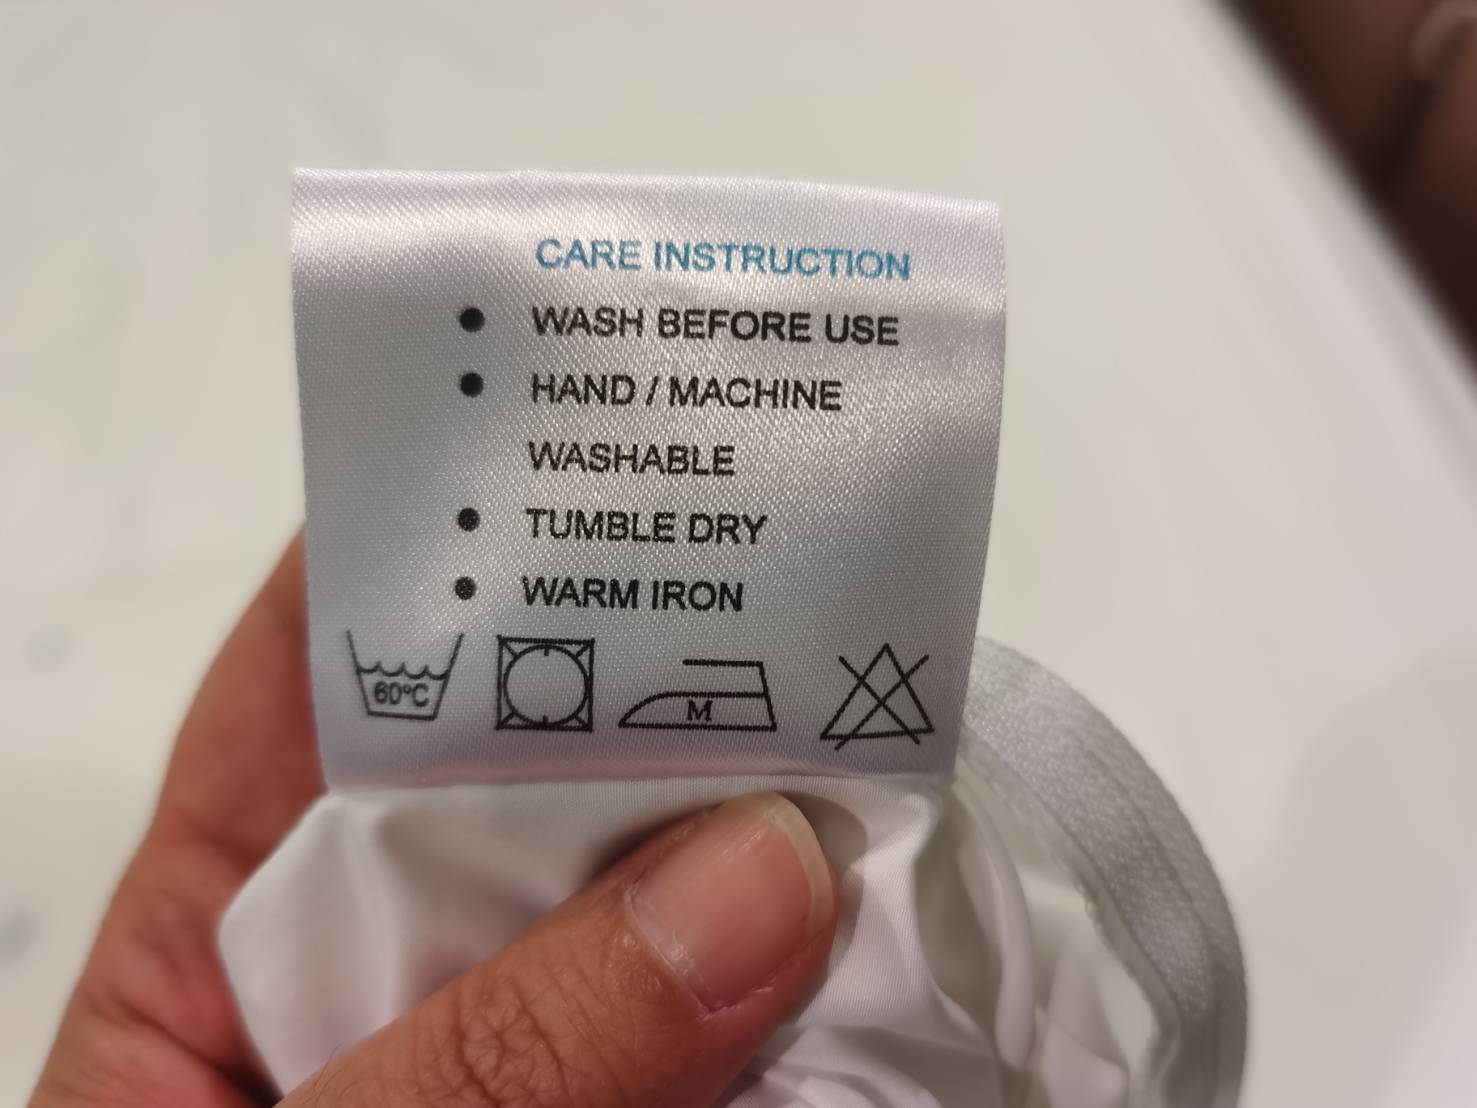 CARE INSTRUCTION
• WASH BEFORE USE
• HAND / MACHINE
WASHABLE
• TUMBLE DRY
• WARM IRON
60°C
M